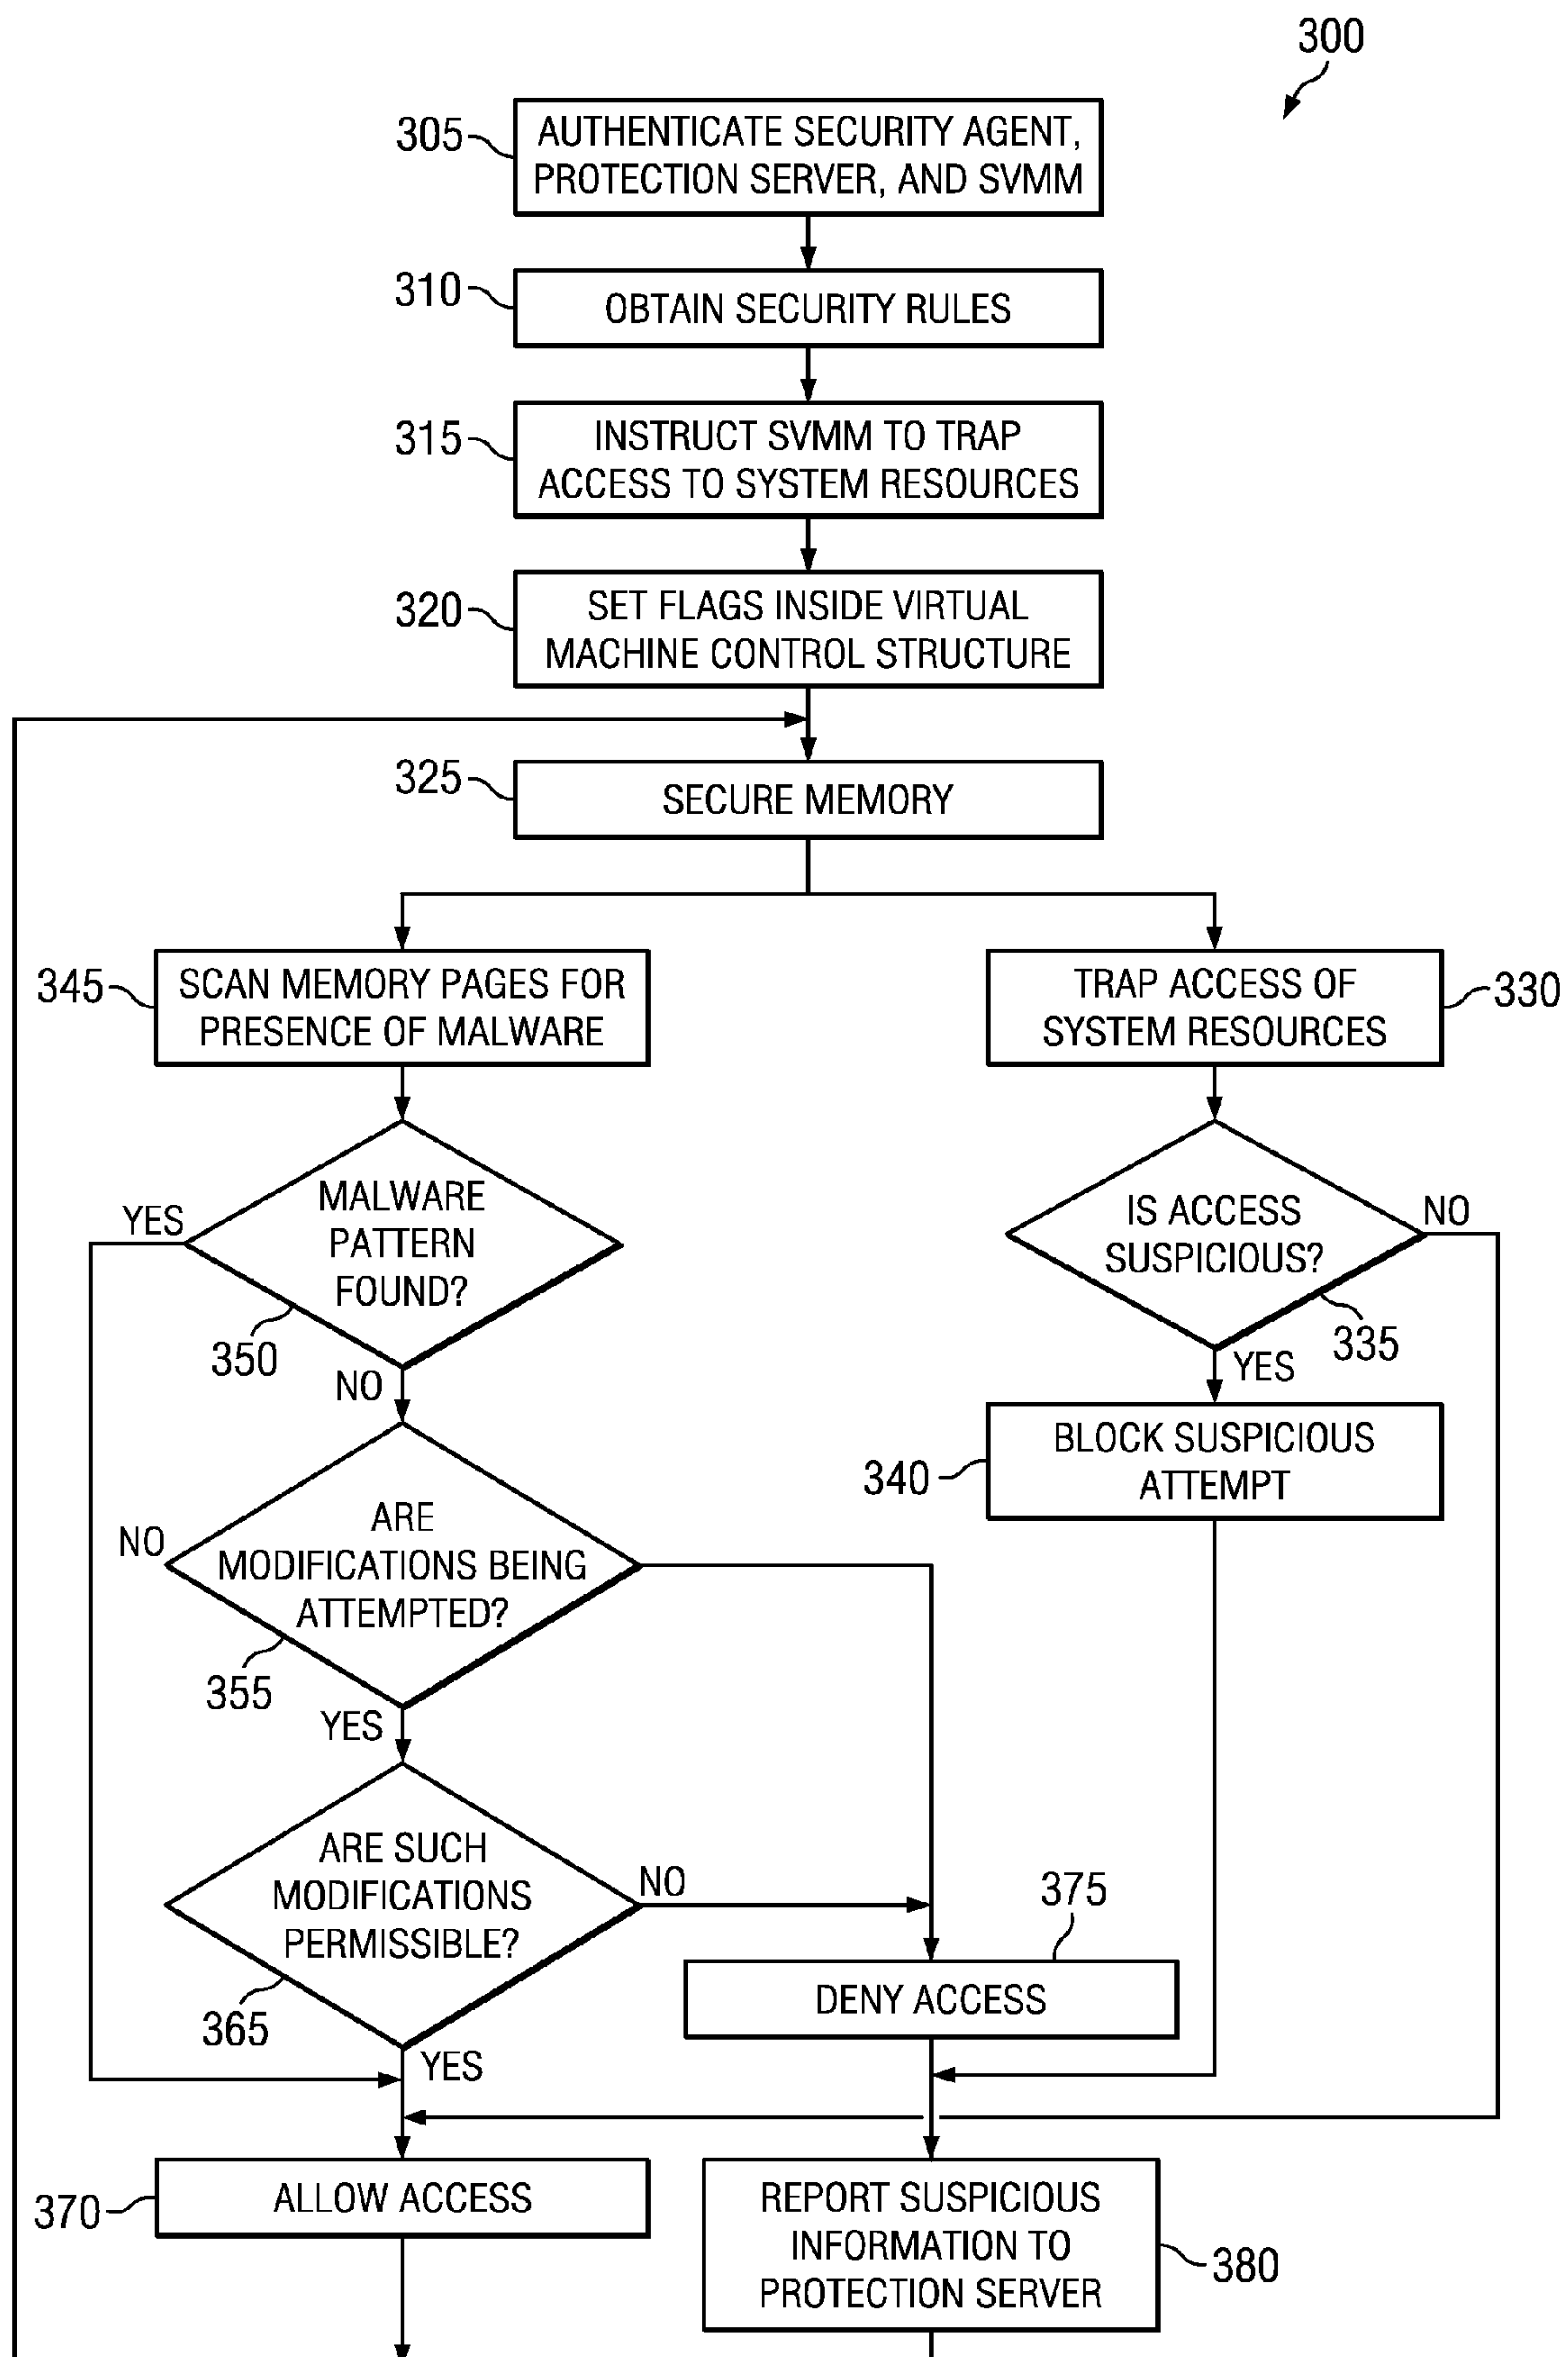 300
305
AUTHENTICATE SECURITY AGENT,
PROTECTION SERVER, AND SVMM
310
OBTAIN SECURITY RULES
315
INSTRUCT SVMM TO TRAP
ACCESS TO SYSTEM RESOURCES
320
SET FLAGS INSIDE VIRTUAL
MACHINE CONTROL STRUCTURE
325
SECURE MEMORY
345
SCAN MEMORY PAGES FOR
PRESENCE OF MALWARE
TRAP ACCESS OF
SYSTEM RESOURCES
330
YES
MALWARE
PATTERN
FOUND?
350
NO
IS ACCESS
SUSPICIOUS?
NO
335
YES
340
BLOCK SUSPICIOUS
ATTEMPT
NO
ARE
MODIFICATIONS BEING
ATTEMPTED?
355
YES
ARE SUCH
MODIFICATIONS
PERMISSIBLE?
NO
365
YES
375
DENY ACCESS
370
ALLOW ACCESS
REPORT SUSPICIOUS
INFORMATION TO
PROTECTION SERVER
380